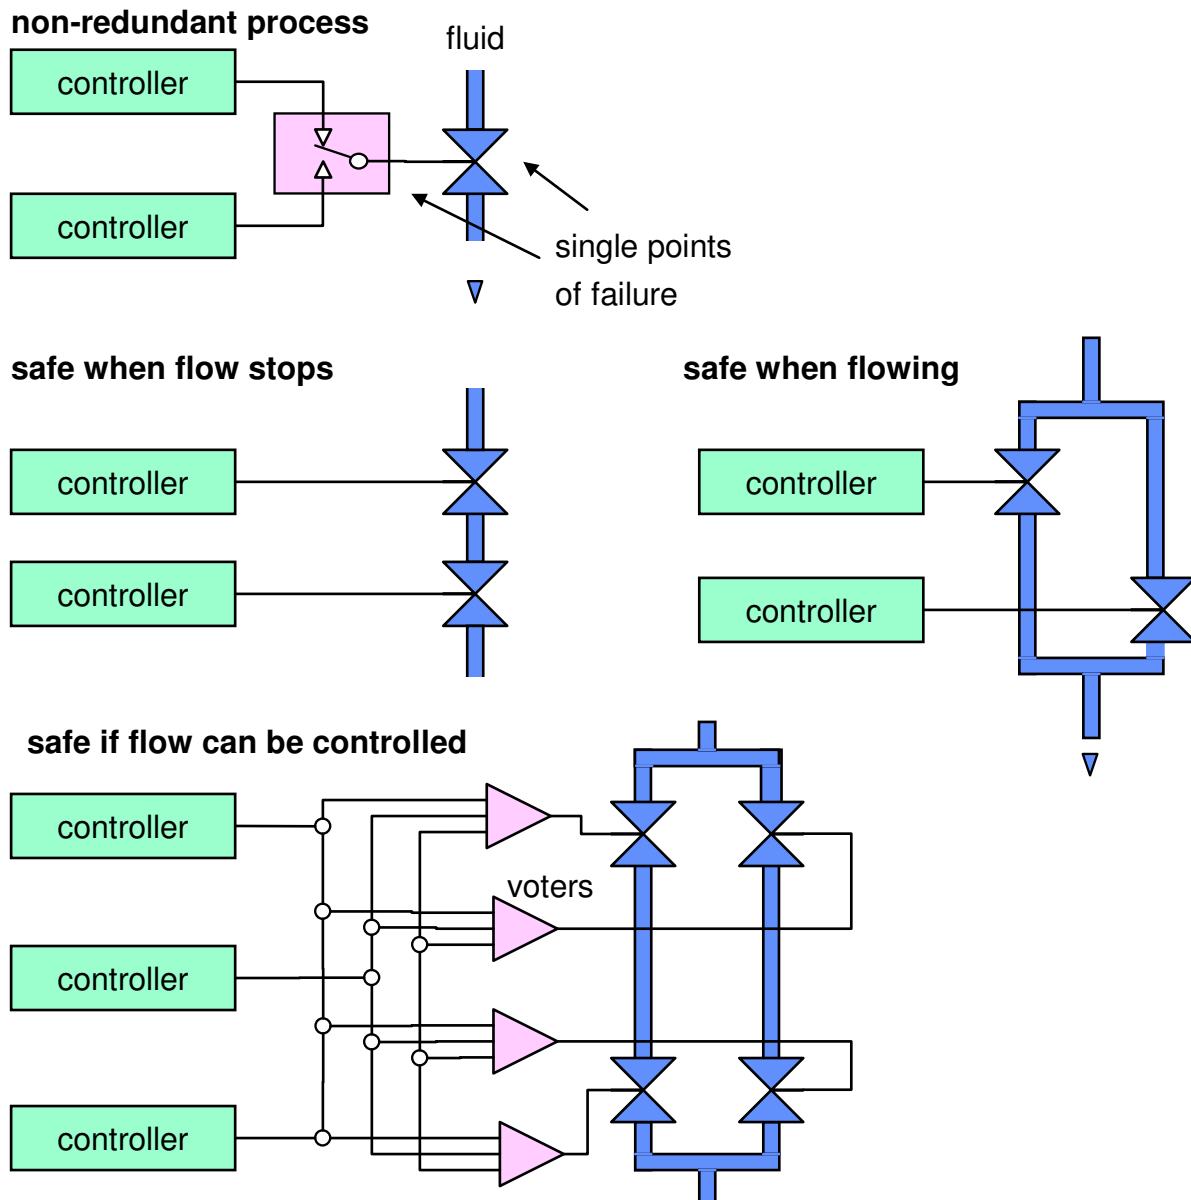 non-redundant process
fluid
controller
controller
single points
of failure
safe when flow stops
safe when flowing
controller
controller
controller
controller
safe if flow can be controlled
controller
voters
controller
controller